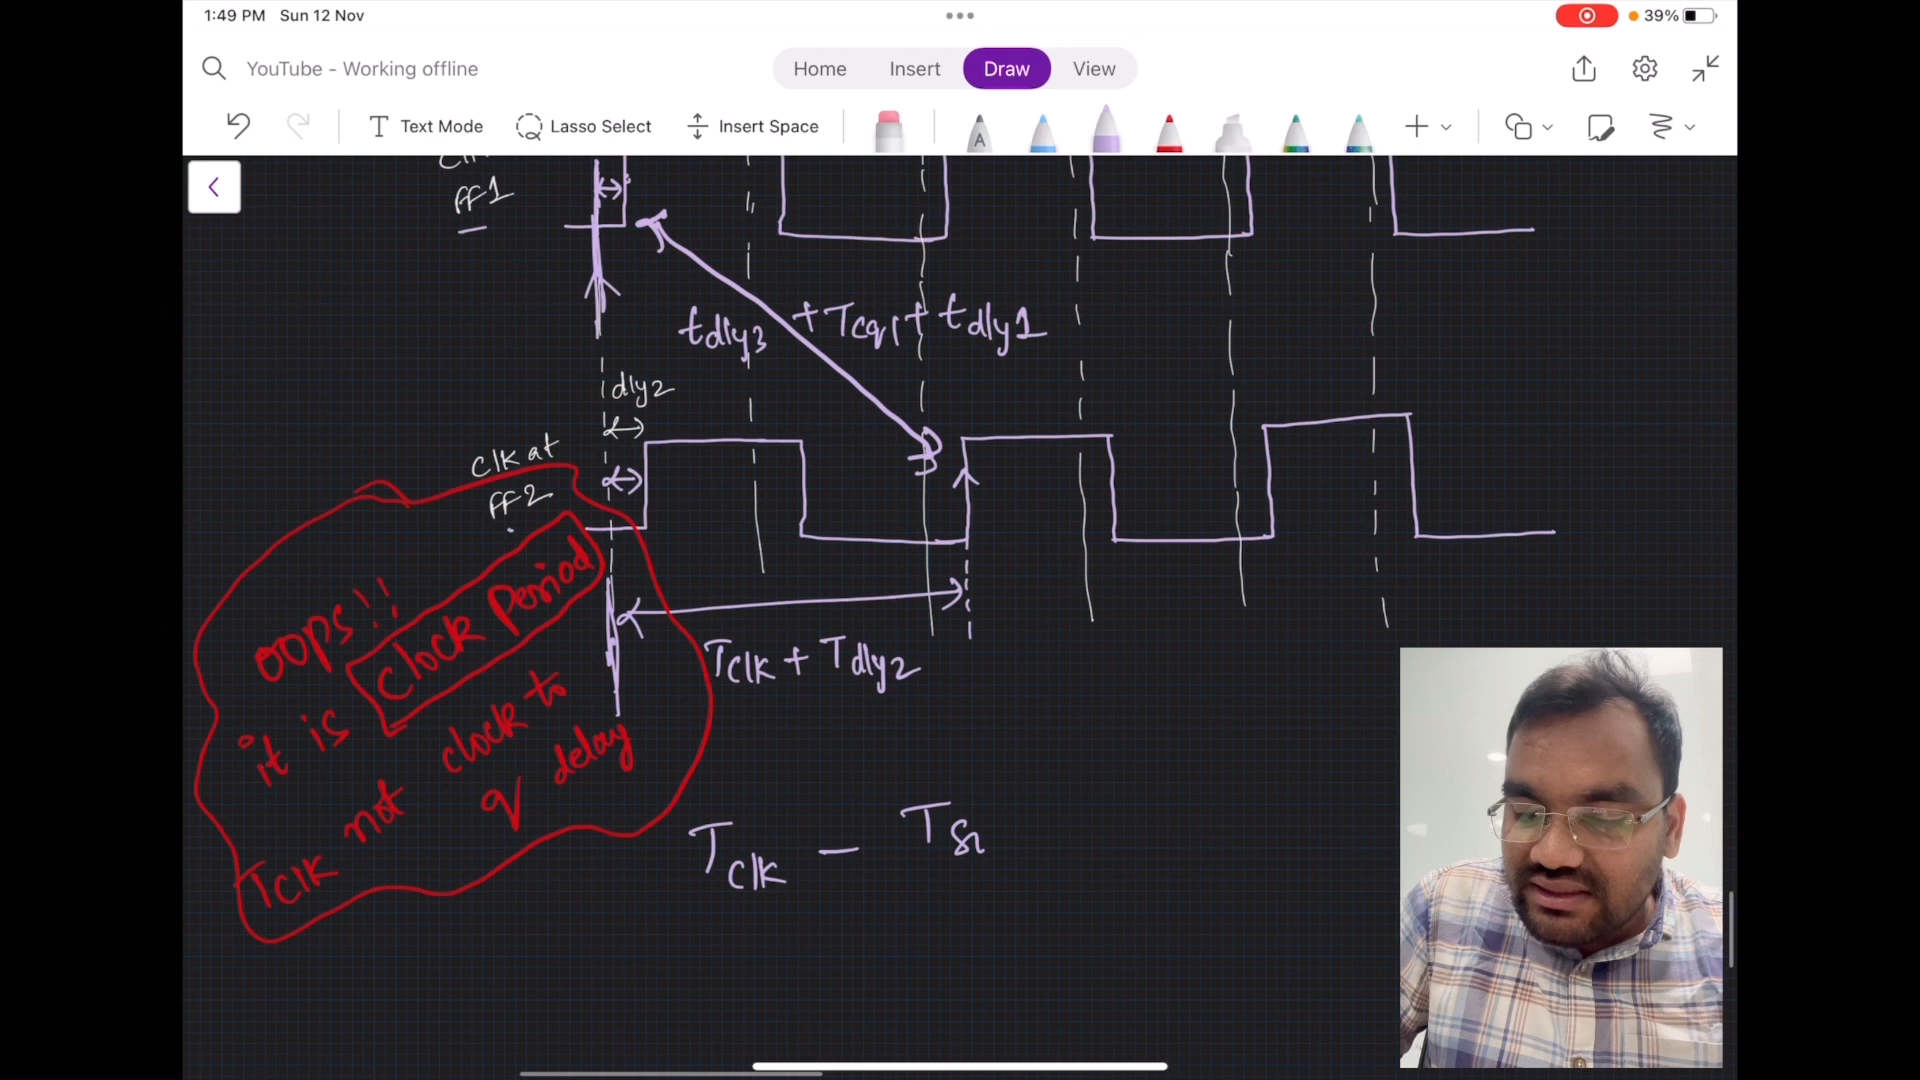 1:49 PM Sun 12 Nov
39%
YouTube - Working offline
Home Insert Draw View
T Text Mode Lasso Select Insert Space
A
ff1
tdly3 + Tcq1 + tdly1
dly2
clk at
ff2
Tclk + Tdly2
oops!!
it is clock period
not clock to
q delay
Tclk
Tclk - Tsu